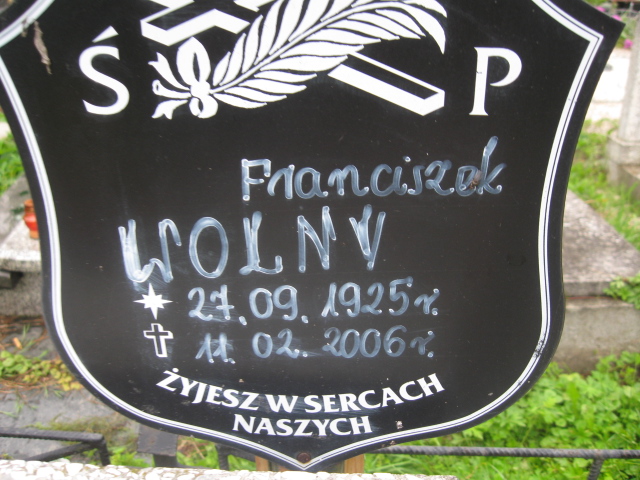 Ś P
Franciszek
WOLNY
27.09.1925r.
11.02.2006r.
ŻYJESZ W SERCACH
NASZYCH